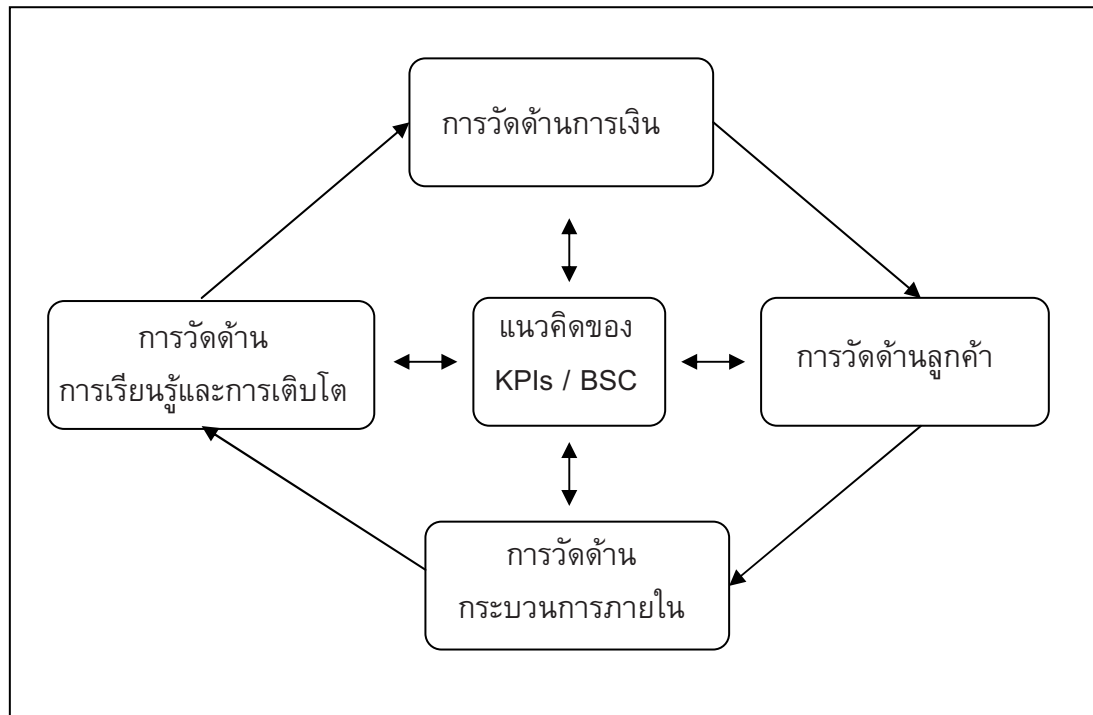 การวัดด้านการเงิน
การวัดด้าน
การเรียนรู้และการเติบโต
แนวคิดของ
KPIs / BSC
การวัดด้านลูกค้า
การวัดด้าน
กระบวนการภายใน